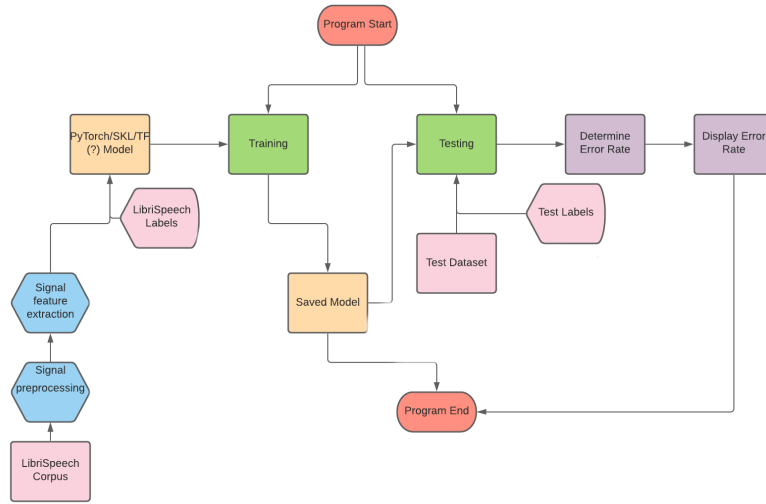 Program Start
PyTorch/SKL/TF
(?) Model
Training
Testing
Determine
Error Rate
Display Error
Rate
LibriSpeech
Labels
Test Labels
Test Dataset
Signal
feature
extraction
Saved Model
Signal
preprocessing
Program End
LibriSpeech
Corpus